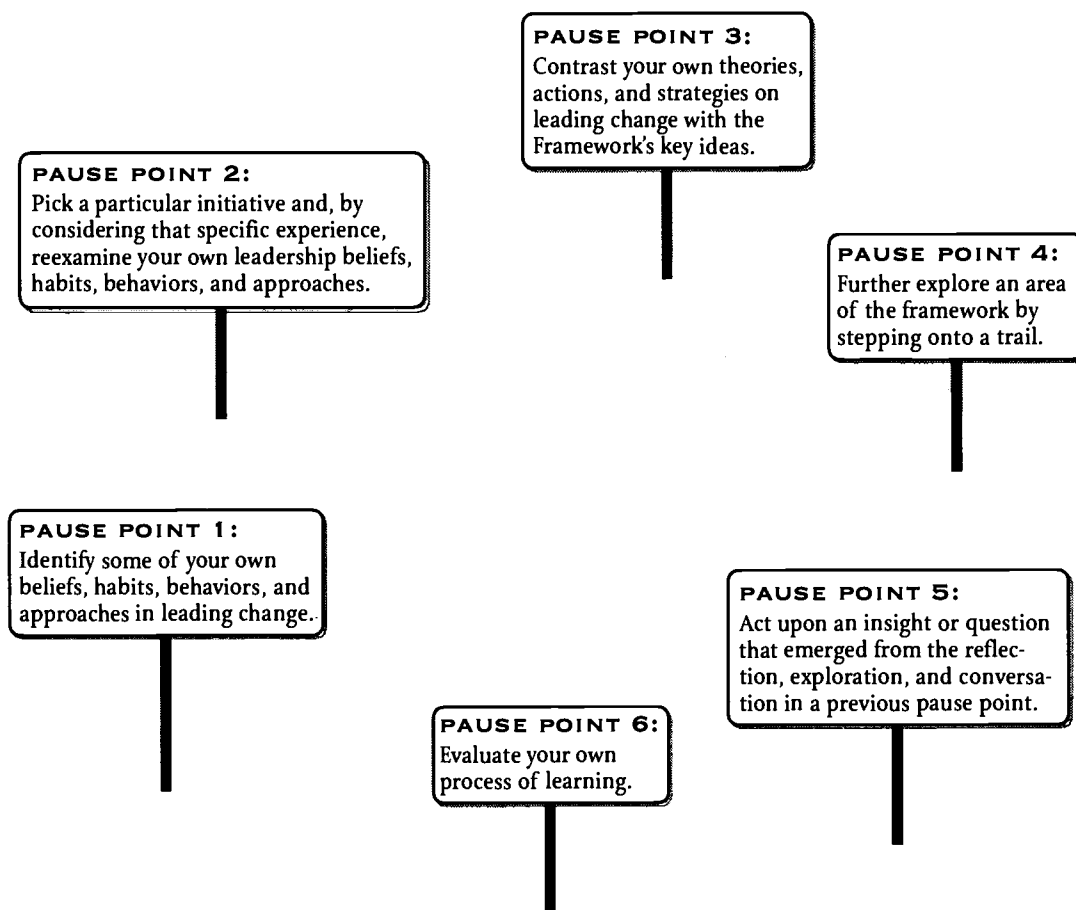 PAUSE POINT 1:
Identify some of your own
beliefs, habits, behaviors, and
approaches in leading change.
PAUSE POINT 2:
Pick a particular initiative and, by
considering that specific experience,
reexamine your own leadership beliefs,
habits, behaviors, and approaches.
PAUSE POINT 3:
Contrast your own theories,
actions, and strategies on
leading change with the
Framework's key ideas.
PAUSE POINT 4:
Further explore an area
of the framework by
stepping onto a trail.
PAUSE POINT 5:
Act upon an insight or question
that emerged from the reflec-
tion, exploration, and conversa-
tion in a previous pause point.
PAUSE POINT 6:
Evaluate your own
process of learning.